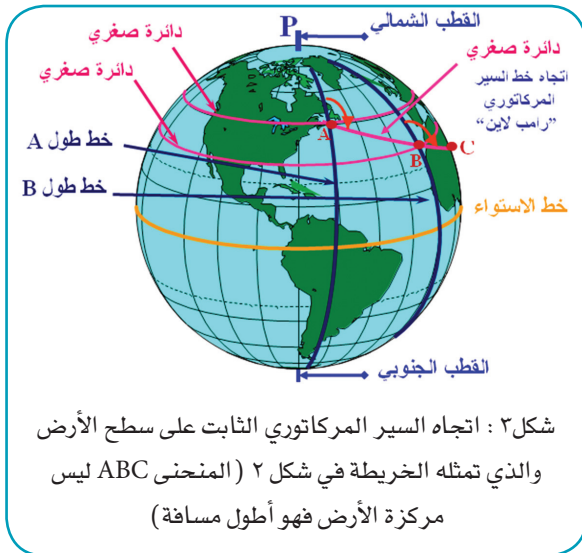 P
القطب الشمالي
دائرة صغري
دائرة صغري
دائرة صغري
اتجاه خط السير
المركاتوري
"رامب لاين"
A
B
C
خط طول A
خط طول B
خط الاستواء
القطب الجنوبي
شكل٣ : اتجاه السير المركاتوري الثابت على سطح الأرض
والذي تمثله الخريطة في شكل ٢ ( المنحنى ABC ليس
مركزة الأرض فهو أطول مسافة )